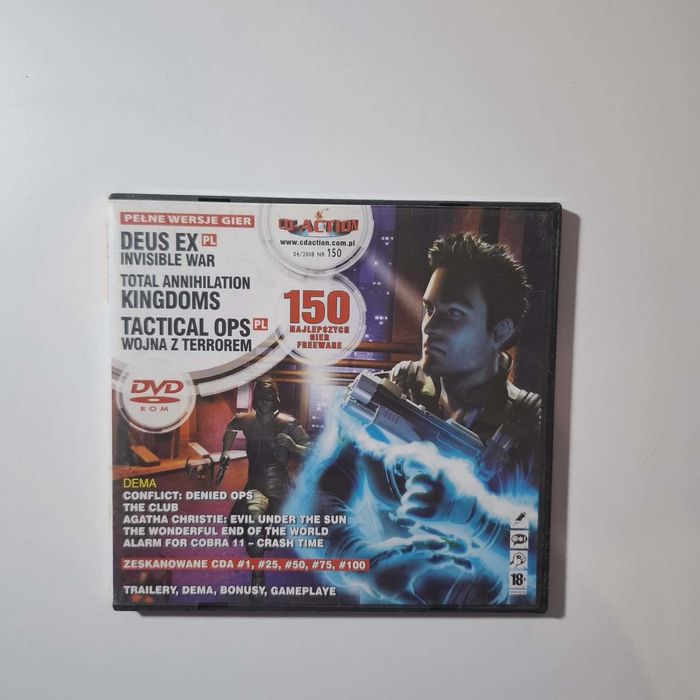 PEŁNE WERSJE GIER
DEUS EX PL
INVISIBLE WAR
TOTAL ANNIHILATION
KINGDOMS
TACTICAL OPS PL
WOJNA Z TERROREM
CD-ACTION
www.cdaction.com.pl
04/2008 NR 150
150
NAJLEPSZYCH
GIER
FREEWARE
DVD
ROM
DEMA
CONFLICT: DENIED OPS
THE CLUB
AGATHA CHRISTIE: EVIL UNDER THE SUN
THE WONDERFUL END OF THE WORLD
ALARM FOR COBRA 11 – CRASH TIME
ZESKANOWANE CDA #1, #25, #50, #75, #100
TRAILERY, DEMA, BONUSY, GAMEPLAYE
18+